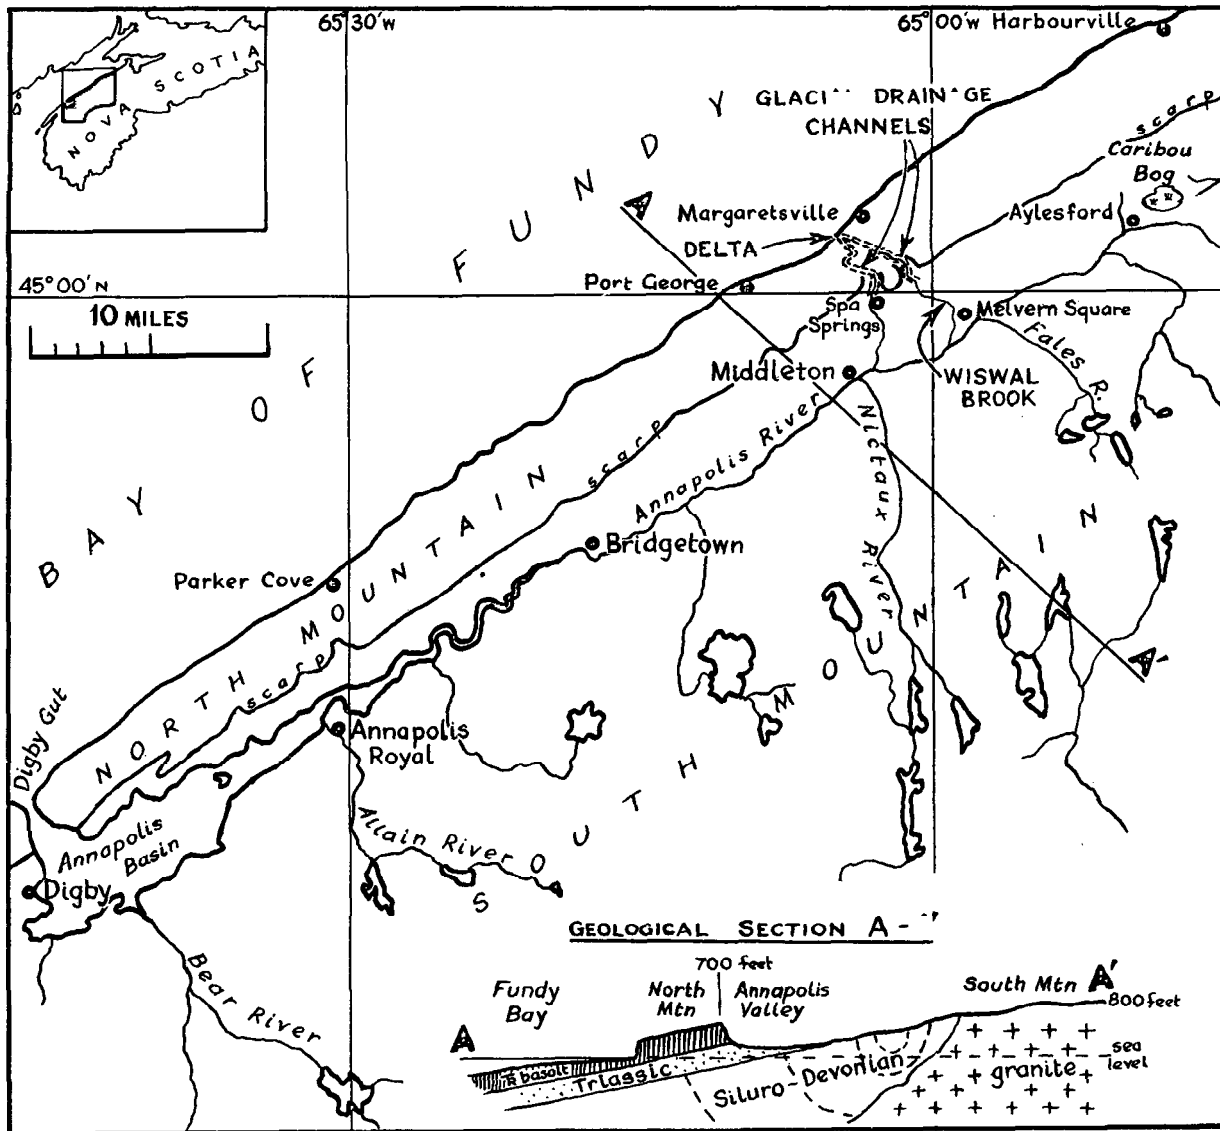 65°30'W
65°00'W Harbourville
NOVA SCOTIA
BAY OF FUNDY
DRAINAGE
CHANNELS
scarp
Caribou
Bog
Aylesford
A
Margaretsville
DELTA
Port George
45°00'N
10 MILES
Spa
Springs
Melvern Square
Fales R.
Middleton
WISWAL
BROOK
Nictaux River
Annapolis River
scarp
NORTH MOUNTAIN
Bridgetown
Parker Cove
scarp
SOUTH MOUNTAIN
A'
Digby Gut
Annapolis
Royal
Allain River
Annapolis
Basin
Digby
Bear River
GEOLOGICAL SECTION A -
700 feet
Fundy
Bay
North
Mtn
Annapolis
Valley
South Mtn
A'
800 feet
A
basalt
Triassic
Siluro-Devonian
granite
sea
level